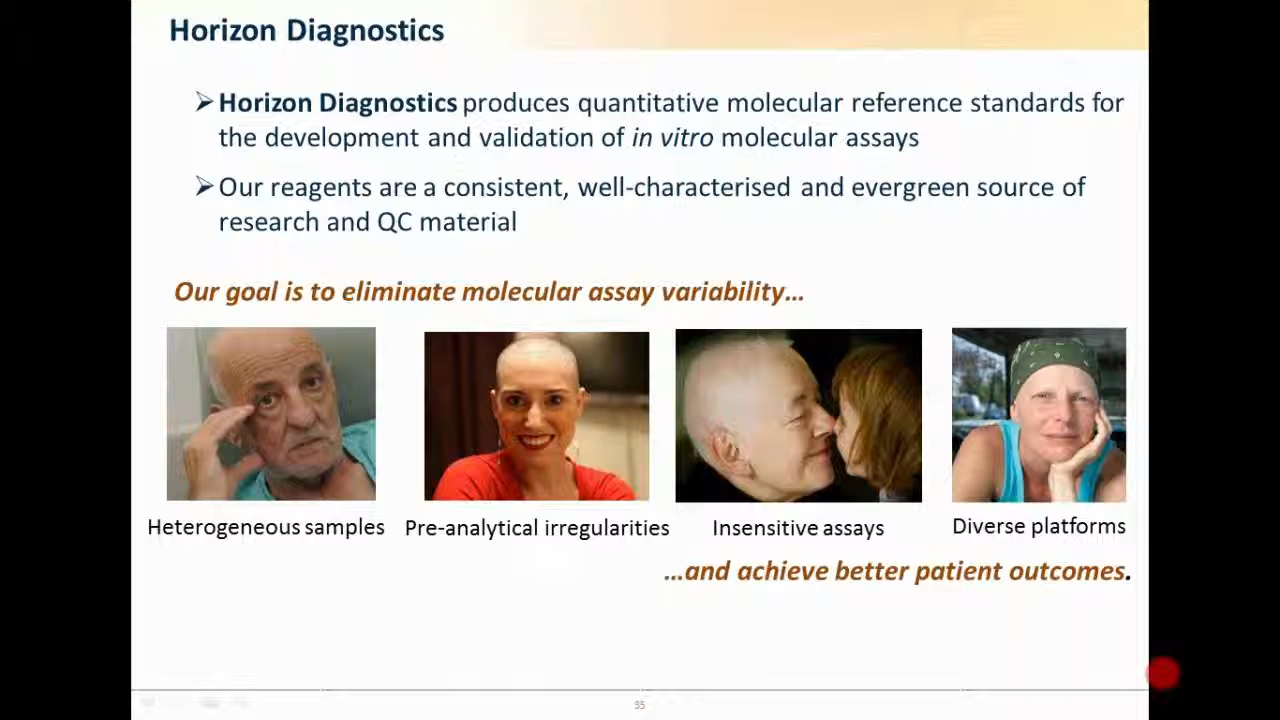 Horizon Diagnostics
Horizon Diagnostics produces quantitative molecular reference standards for
the development and validation of in vitro molecular assays
Our reagents are a consistent, well-characterised and evergreen source of
research and QC material
Our goal is to eliminate molecular assay variability…
Heterogeneous samples
Pre-analytical irregularities
Insensitive assays
Diverse platforms
…and achieve better patient outcomes.
35